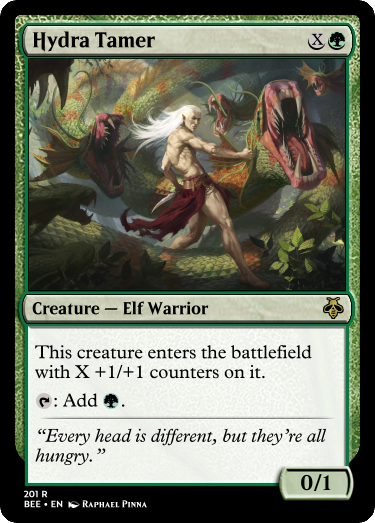 Hydra Tamer X
Creature — Elf Warrior
This creature enters the battlefield
with X +1/+1 counters on it.
: Add .
“Every head is different, but they’re all
hungry.”
0/1
201 R
BEE • EN Raphael Pinna